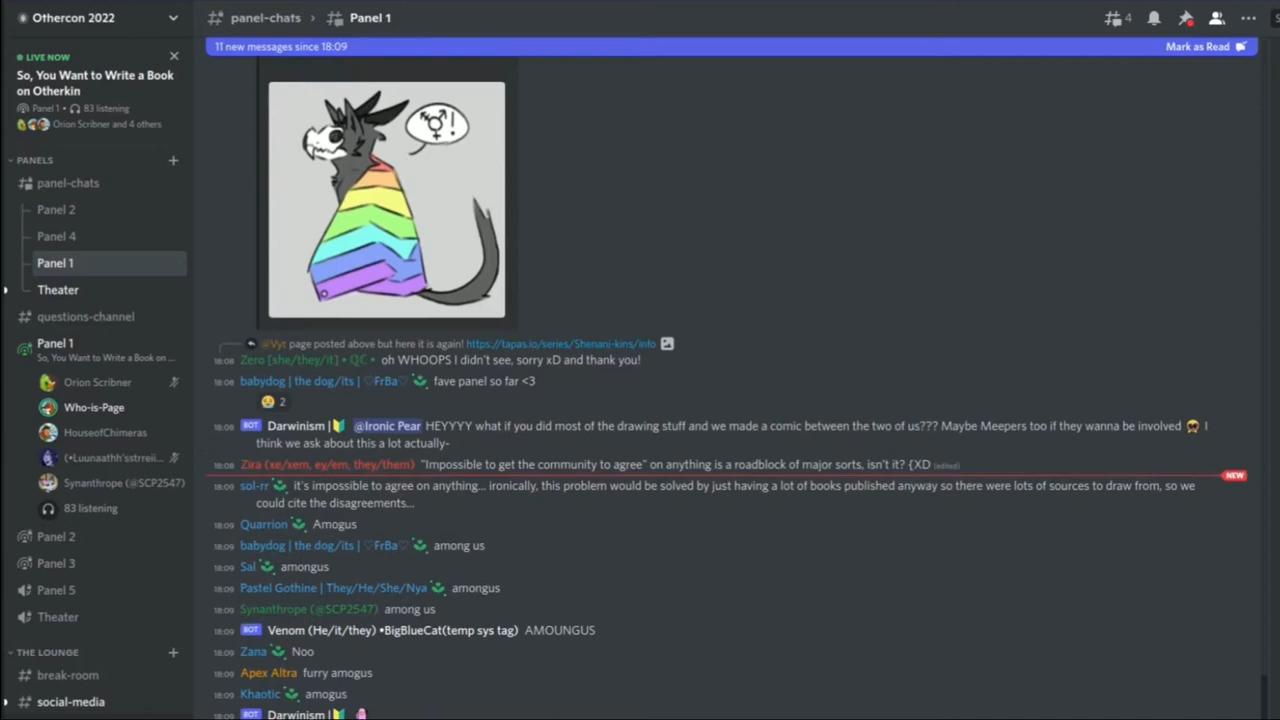 Othercon 2022
LIVE NOW
So, You Want to Write a Book
on Otherkin
Panel 1 • 83 listening
Orion Scribner and 4 others
PANELS
panel-chats
Panel 2
Panel 4
Panel 1
Theater
questions-channel
Panel 1
So, You Want to Write a Book on ...
Orion Scribner
Who-is-Page
HouseofChimeras
(•Luunaathh'sstrreii...
Synanthrope (@SCP2547)
83 listening
Panel 2
Panel 3
Panel 5
Theater
THE LOUNGE
break-room
social-media
panel-chats > Panel 1
4
11 new messages since 18:09 Mark as Read
!
@Vyt page posted above but here it is again! https://tapas.io/series/Shenani-kins/info
18:08 Zero [she/they/it] • QC • oh WHOOPS I didn't see, sorry xD and thank you!
18:08 babydog | the dog/its | ♡FrBa♡ fave panel so far <3
2
18:08 BOT Darwinism | @Ironic Pear HEYYYY what if you did most of the drawing stuff and we made a comic between the two of us??? Maybe Meepers too if they wanna be involved I
think we ask about this a lot actually-
18:08 Zira (xe/xem, ey/em, they/them) "Impossible to get the community to agree" on anything is a roadblock of major sorts, isn't it? {XD (edited)
NEW
18:09 sol-rr it's impossible to agree on anything... ironically, this problem would be solved by just having a lot of books published anyway so there were lots of sources to draw from, so we
could cite the disagreements...
18:09 Quarrion Amogus
18:09 babydog | the dog/its | ♡FrBa♡ among us
18:09 Sal amongus
18:09 Pastel Gothine | They/He/She/Nya amongus
18:09 Synanthrope (@SCP2547) among us
18:09 BOT Venom (He/it/they) •BigBlueCat(temp sys tag) AMOUNGUS
18:09 Zana Noo
18:09 Apex Altra furry amogus
18:09 Khaotic amogus
18:09 BOT Darwinism |